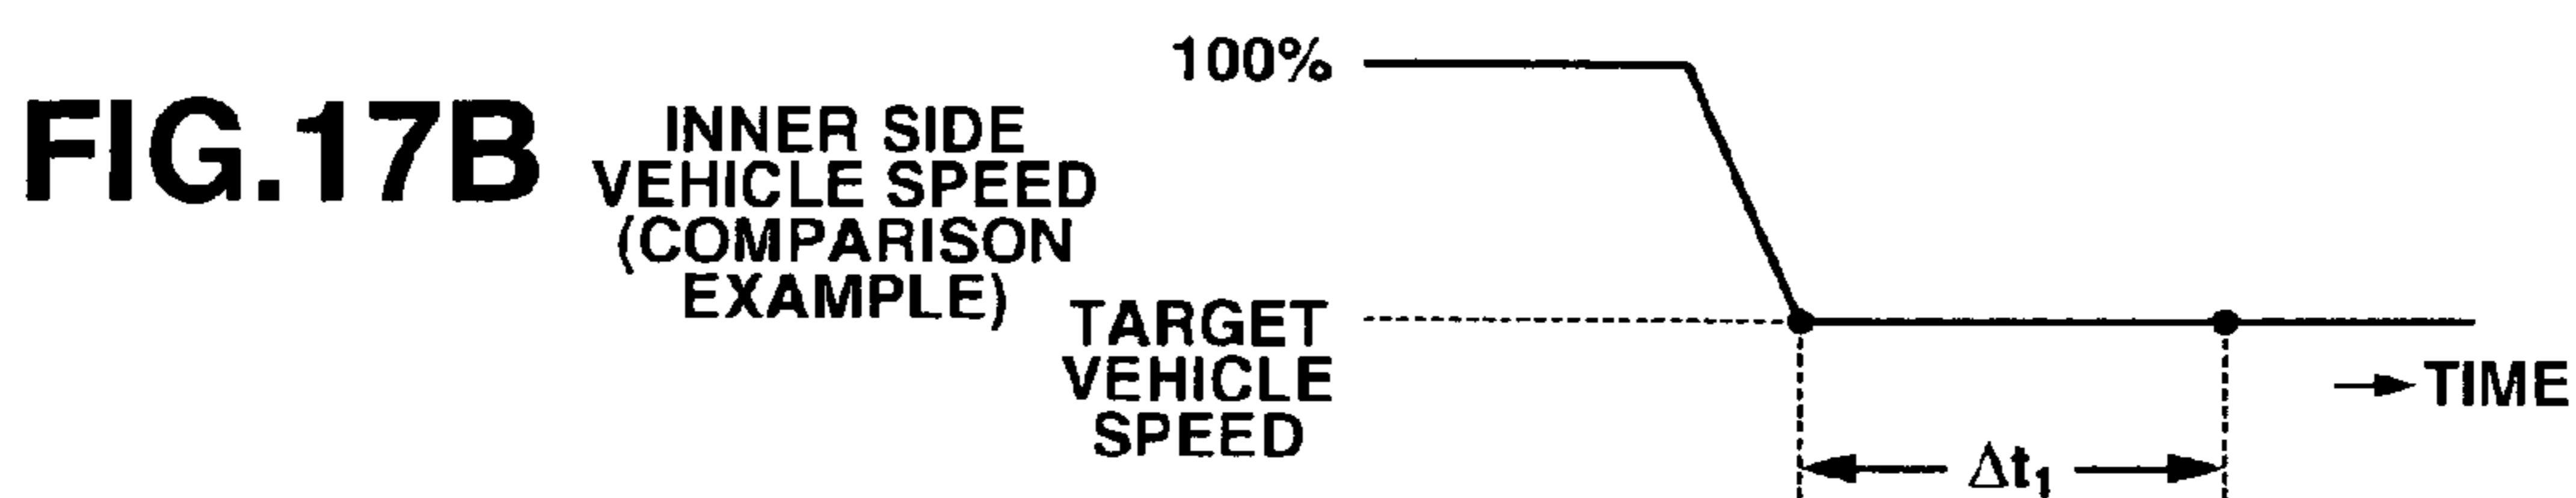 100%
FIG.17B
INNER SIDE
VEHICLE SPEED
(COMPARISON
EXAMPLE)
TARGET
VEHICLE
SPEED
→ TIME
Δt₁